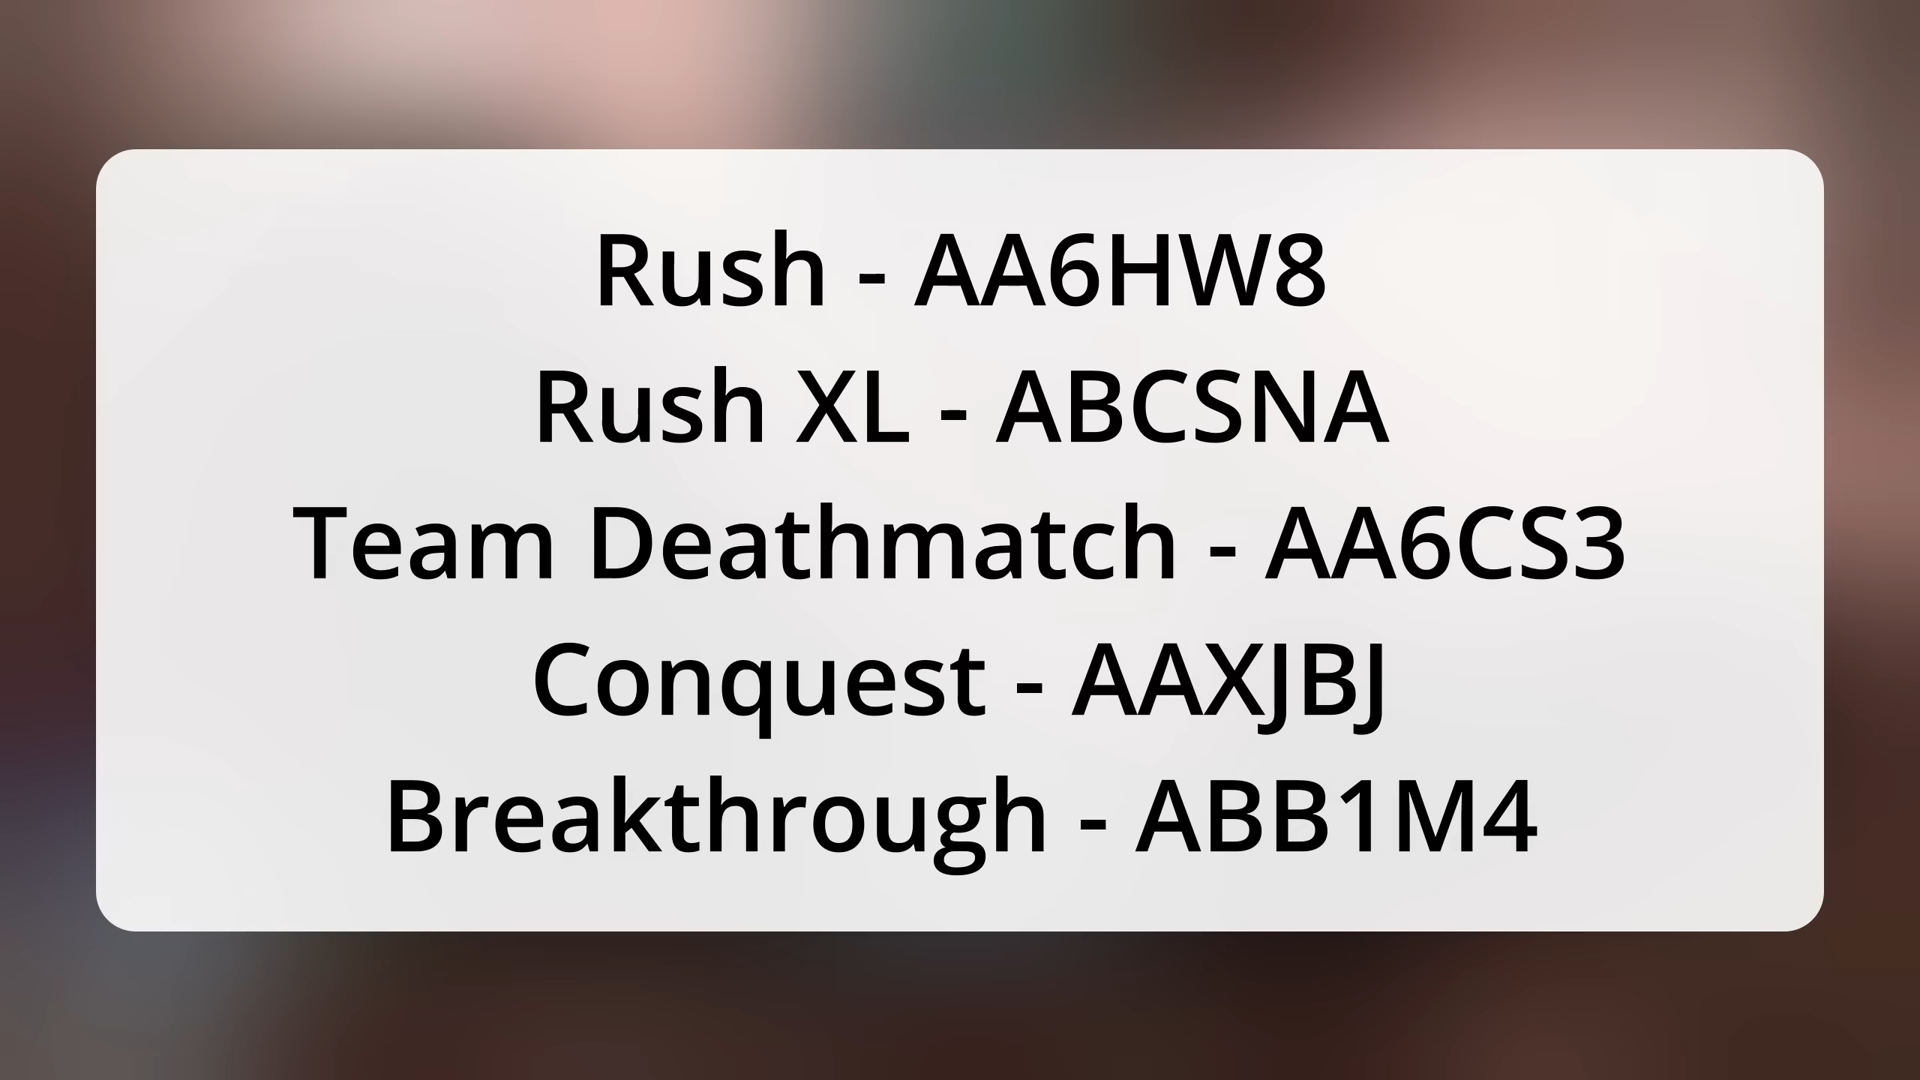 Rush - AA6HW8
Rush XL - ABCSNA
Team Deathmatch - AA6CS3
Conquest - AAXJBJ
Breakthrough - ABB1M4